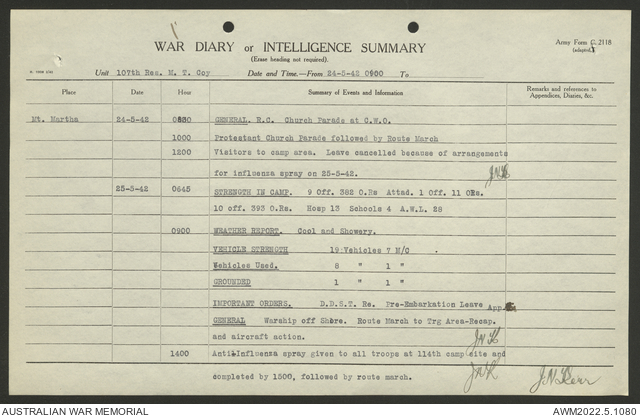 WAR DIARY or INTELLIGENCE SUMMARY
(Erase heading not required).
Army Form C. 2118
(adapted)
Unit 107th Res. M. T. Coy Date and Time.—From 24-5-42 0900 To
Place Date Hour Summary of Events and Information Remarks and references to
Appendices, Diaries, &c.
Mt. Martha 24-5-42 0830 GENERAL. R.C. Church Parade at C.W.O.
1000 Protestant Church Parade followed by Route March
1200 Visitors to camp area. Leave cancelled because of arrangements
for influenza spray on 25-5-42.
25-5-42 0645 STRENGTH IN CAMP. 9 Off. 382 O.Rs Attad. 1 Off. 11 ORs.
10 off. 393 O.Rs. Hosp 13 Schools 4 A.W.L. 28
0900 WEATHER REPORT. Cool and Showery.
VEHICLE STRENGTH 19 Vehicles 7 M/C
Vehicles Used. 8 " 1 "
GROUNDED 1 " 1 "
IMPORTANT ORDERS. D.D.S.T. Re. Pre-Embarkation Leave App.
GENERAL Warship off Shore. Route March to Trg Area-Recap.
and aircraft action.
1400 Anti-Influenza spray given to all troops at 114th camp site and
completed by 1500, followed by route march.
J N Kerr
AUSTRALIAN WAR MEMORIAL AWM2022.5.1080